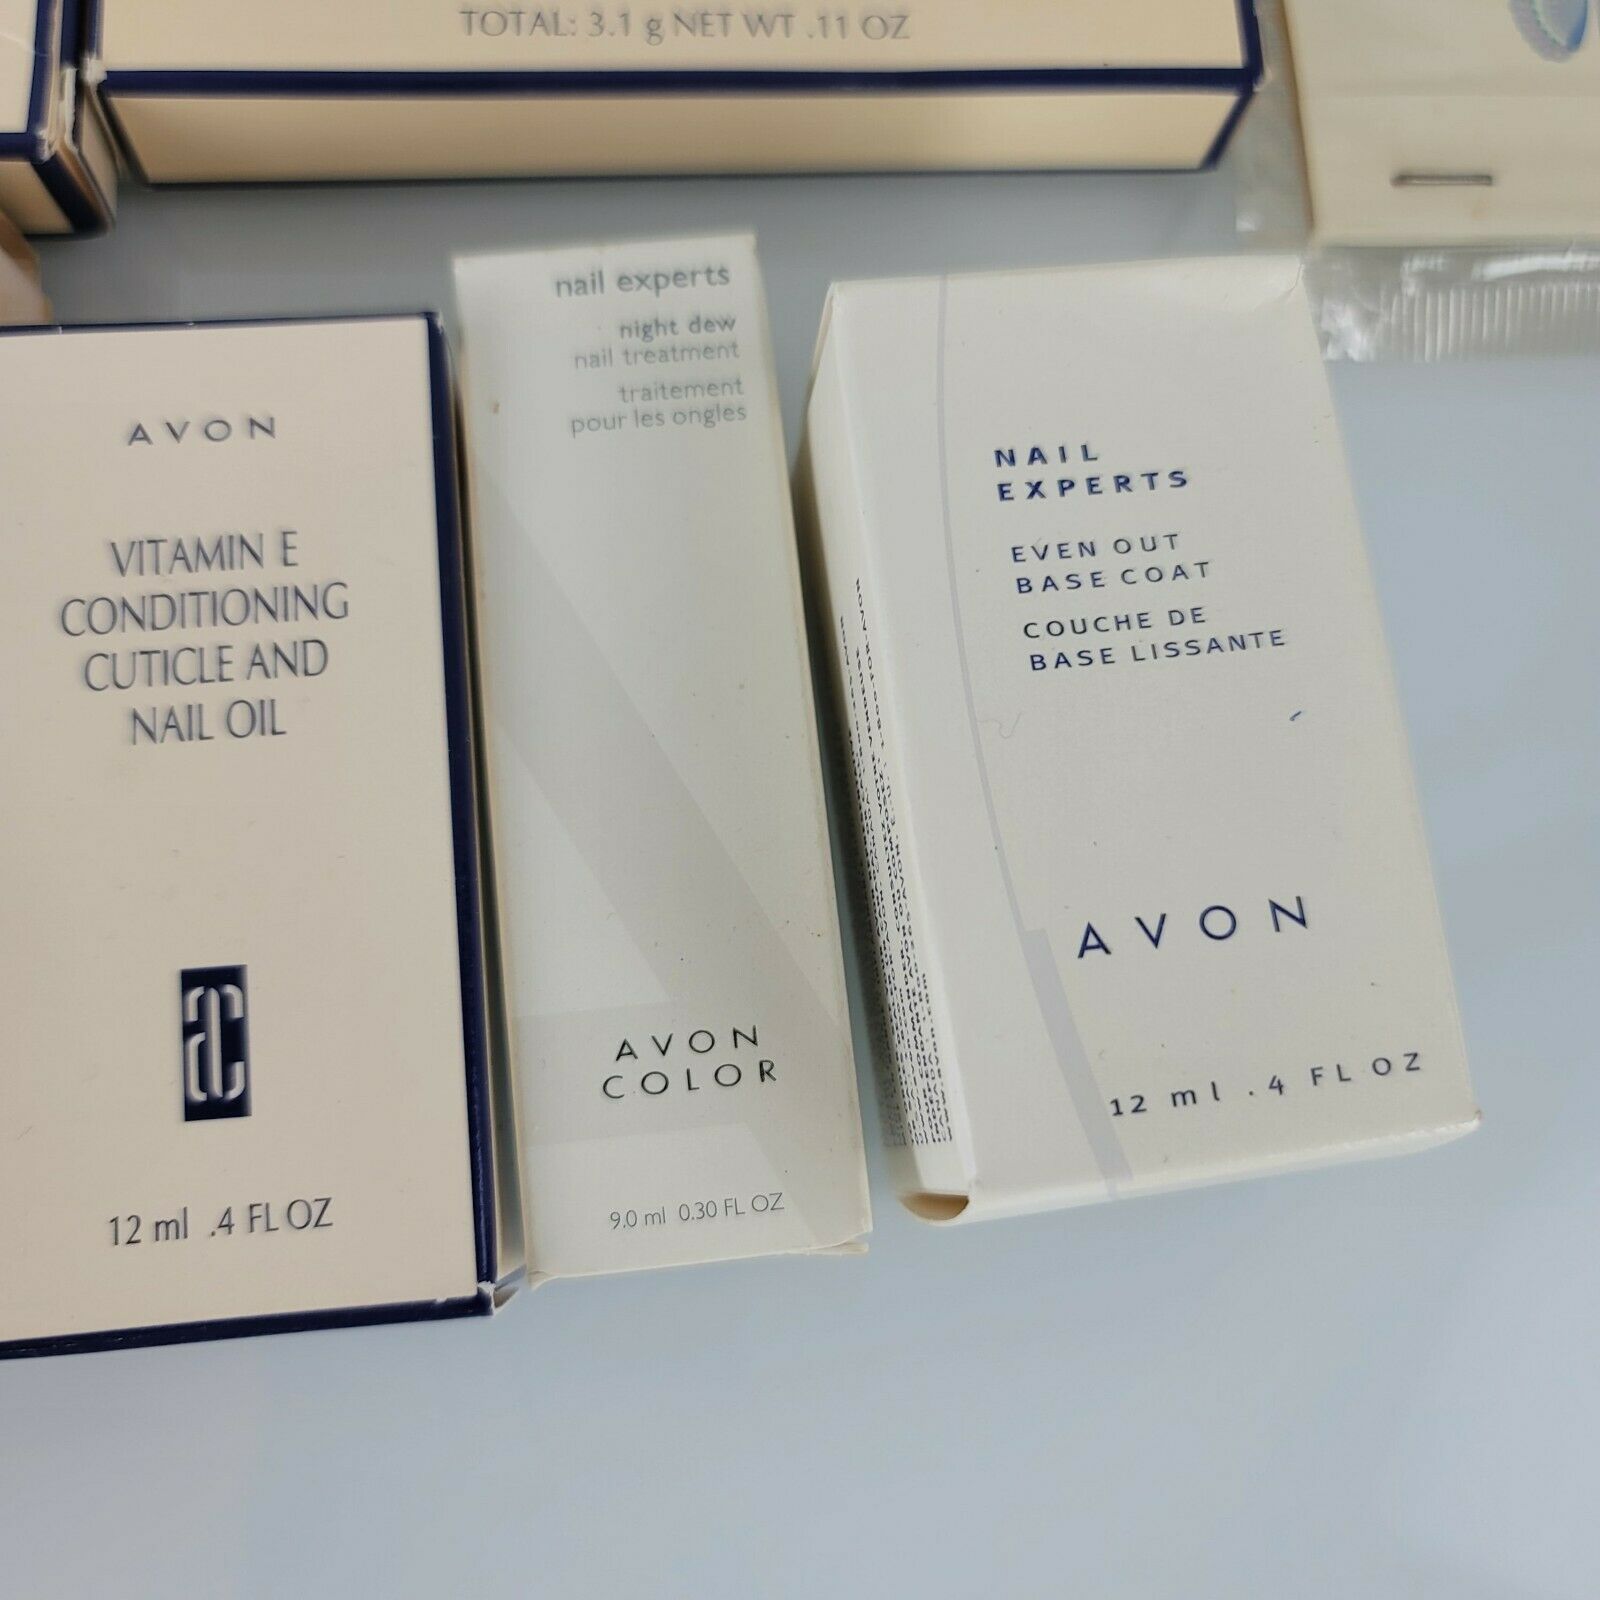 TOTAL: 3.1 g NET WT .11 OZ
AVON
VITAMIN E
CONDITIONING
CUTICLE AND
NAIL OIL
12 ml .4 FL OZ
nail experts
night dew
nail treatment
traitement
pour les ongles
AVON
COLOR
9.0 ml 0.30 FL OZ
NAIL
EXPERTS
EVEN OUT
BASE COAT
COUCHE DE
BASE LISSANTE
AVON
12 ml .4 FL OZ